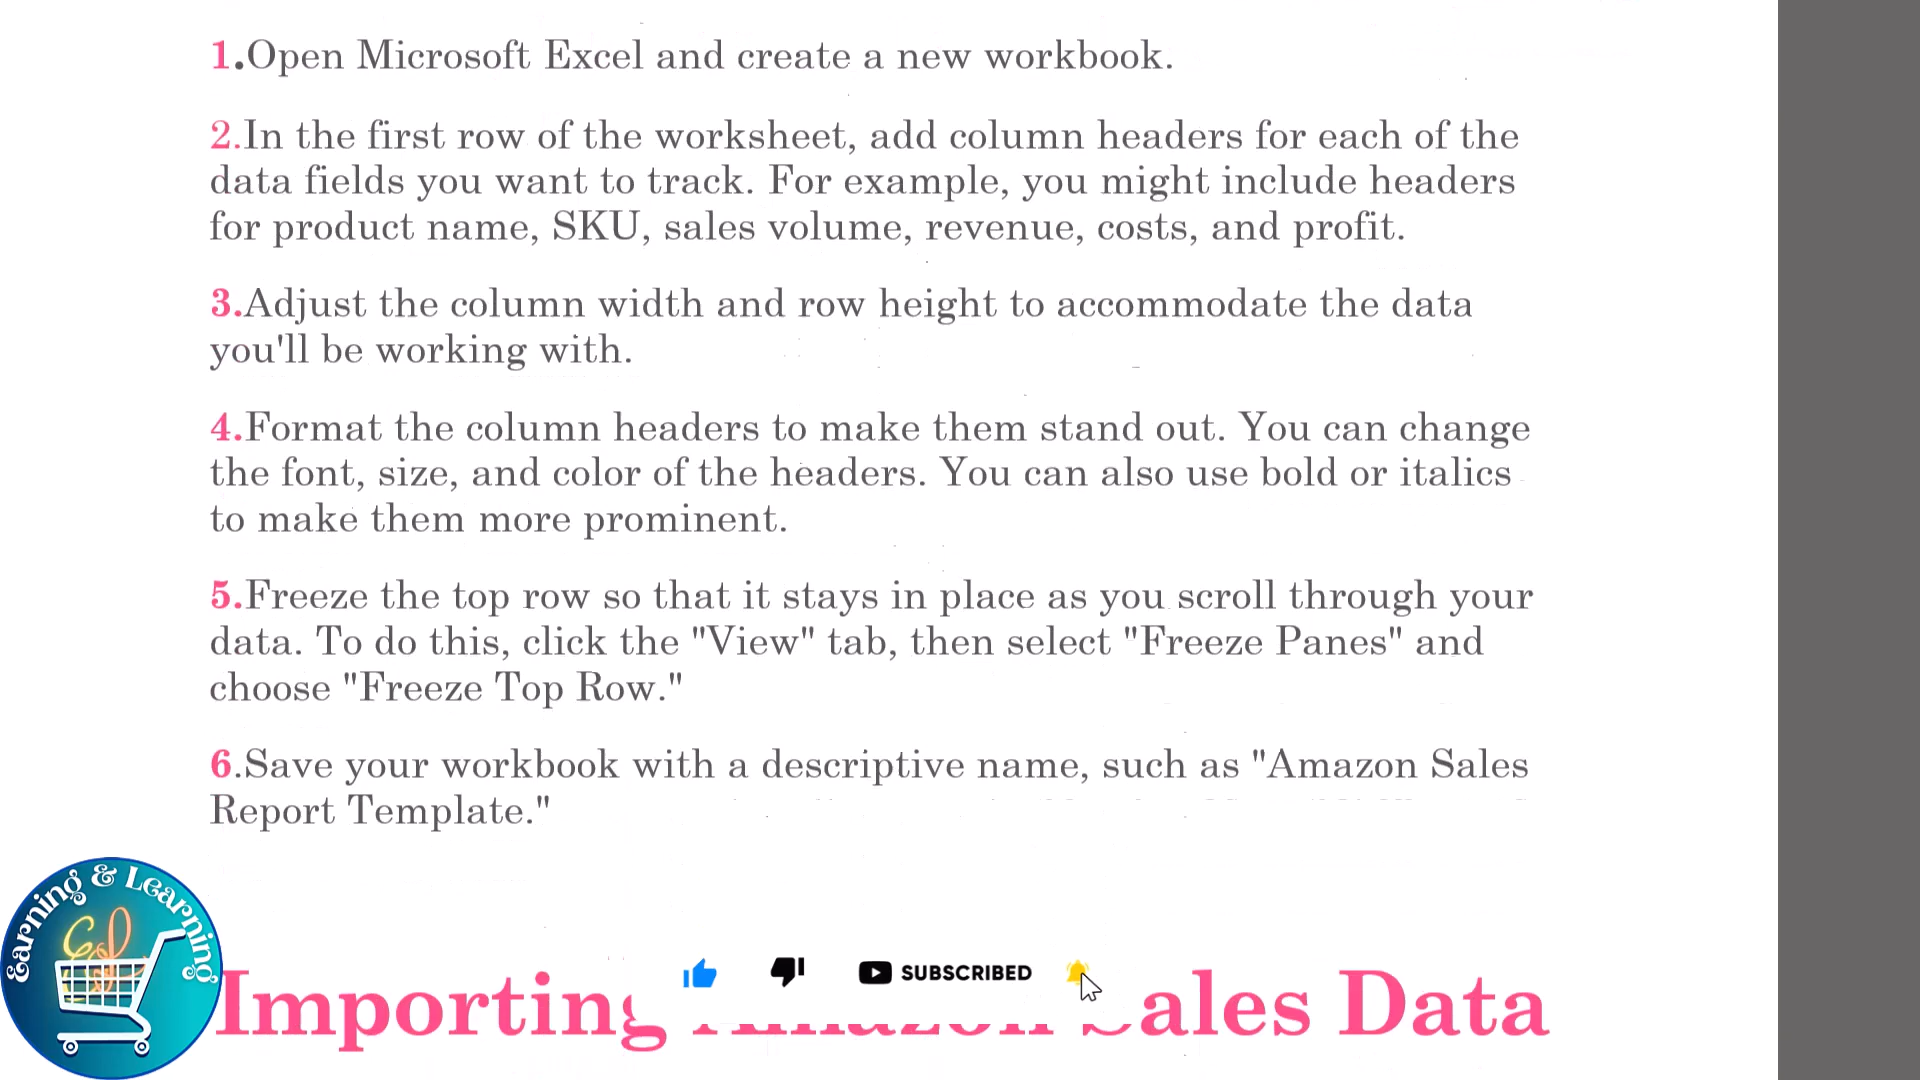 1.Open Microsoft Excel and create a new workbook.
2.In the first row of the worksheet, add column headers for each of the
data fields you want to track. For example, you might include headers
for product name, SKU, sales volume, revenue, costs, and profit.
3.Adjust the column width and row height to accommodate the data
you'll be working with.
4.Format the column headers to make them stand out. You can change
the font, size, and color of the headers. You can also use bold or italics
to make them more prominent.
5.Freeze the top row so that it stays in place as you scroll through your
data. To do this, click the "View" tab, then select "Freeze Panes" and
choose "Freeze Top Row."
6.Save your workbook with a descriptive name, such as "Amazon Sales
Report Template."
Earning & Learning
SUBSCRIBED
Importing Amazon Sales Data